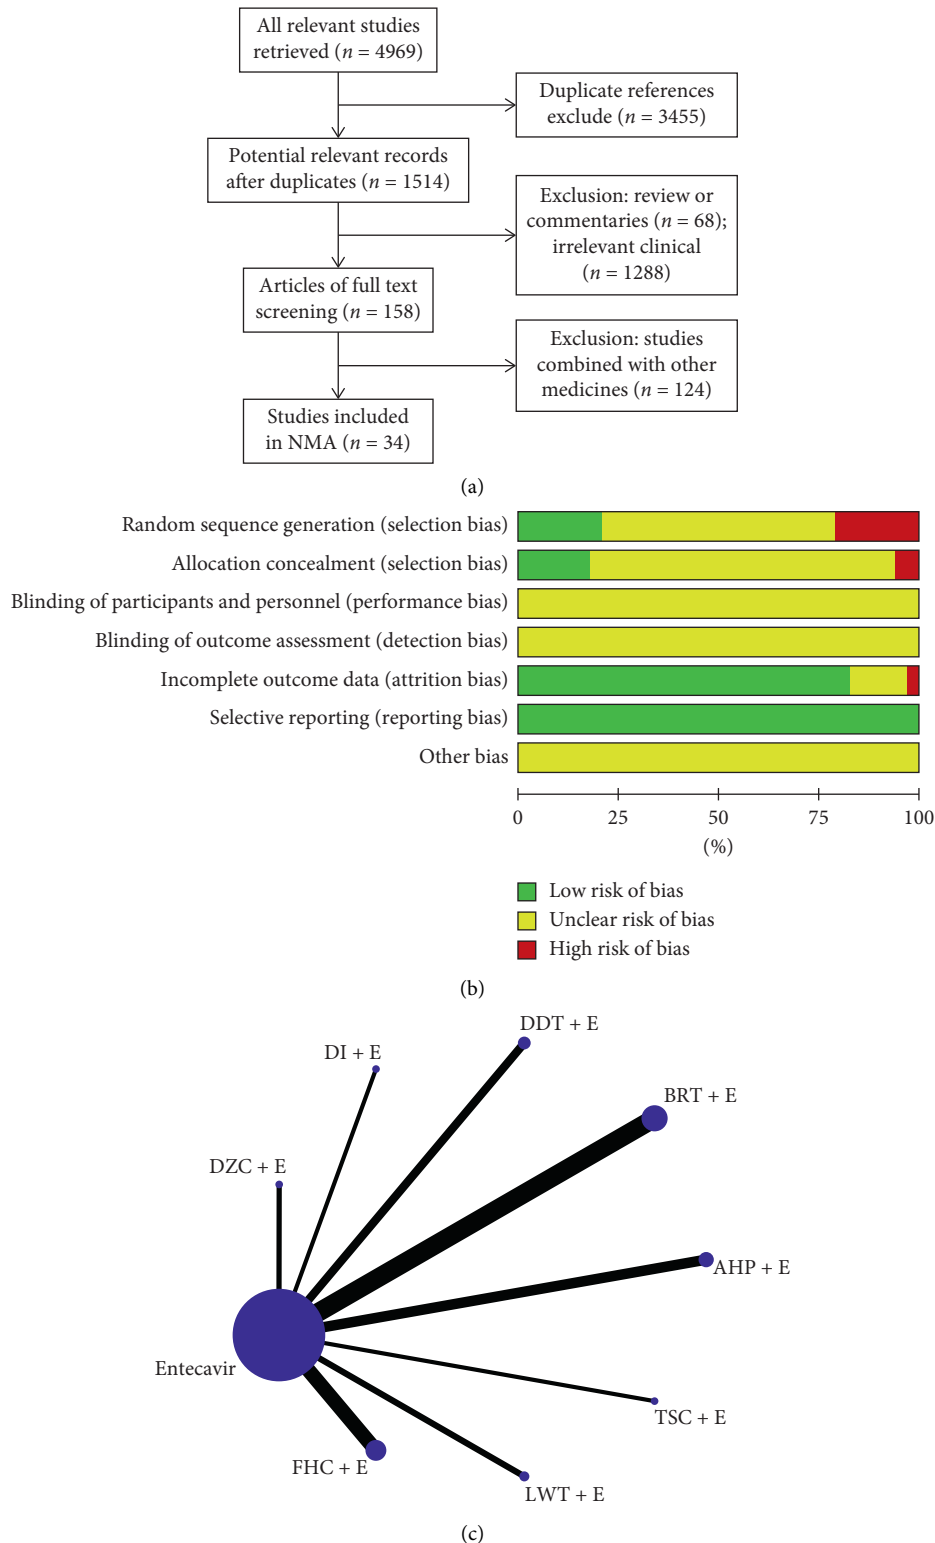 All relevant studies
retrieved (n = 4969)
Duplicate references
exclude (n = 3455)
Potential relevant records
after duplicates (n = 1514)
Exclusion: review or
commentaries (n = 68);
irrelevant clinical
(n = 1288)
Articles of full text
screening (n = 158)
Exclusion: studies
combined with other
medicines (n = 124)
Studies included
in NMA (n = 34)
(a)
Random sequence generation (selection bias)
Allocation concealment (selection bias)
Blinding of participants and personnel (performance bias)
Blinding of outcome assessment (detection bias)
Incomplete outcome data (attrition bias)
Selective reporting (reporting bias)
Other bias
0 25 50 75 100
(%)
Low risk of bias
Unclear risk of bias
High risk of bias
(b)
DDT + E
DI + E
BRT + E
DZC + E
AHP + E
Entecavir
TSC + E
FHC + E
LWT + E
(c)